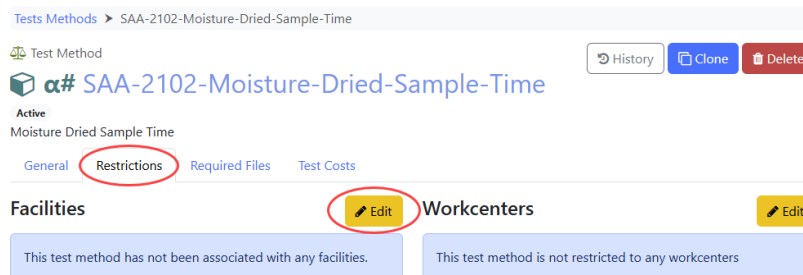 Tests Methods ➤ SAA-2102-Moisture-Dried-Sample-Time
Test Method
History Clone Delete
α# SAA-2102-Moisture-Dried-Sample-Time
Active
Moisture Dried Sample Time
General Restrictions Required Files Test Costs
Facilities Edit Workcenters Edit
This test method has not been associated with any facilities. This test method is not restricted to any workcenters